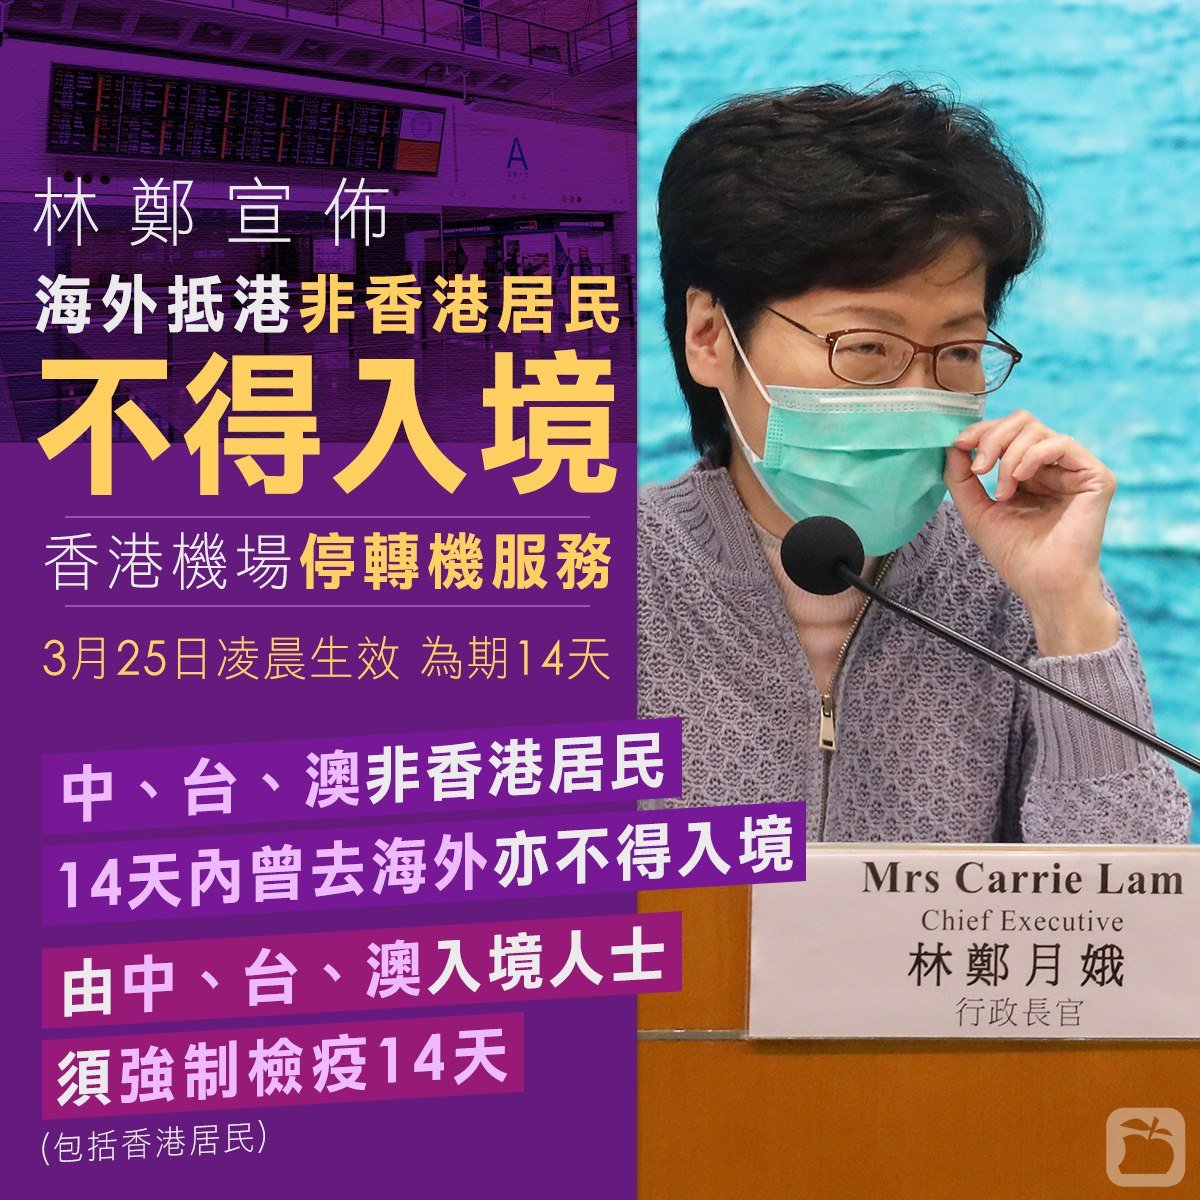 林鄭宣佈
海外抵港非香港居民
不得入境
香港機場停轉機服務
3月25日凌晨生效 為期14天
中、台、澳非香港居民
14天內曾去海外亦不得入境
由中、台、澳入境人士
須強制檢疫14天
(包括香港居民)
A
Mrs Carrie Lam
Chief Executive
林鄭月娥
行政長官